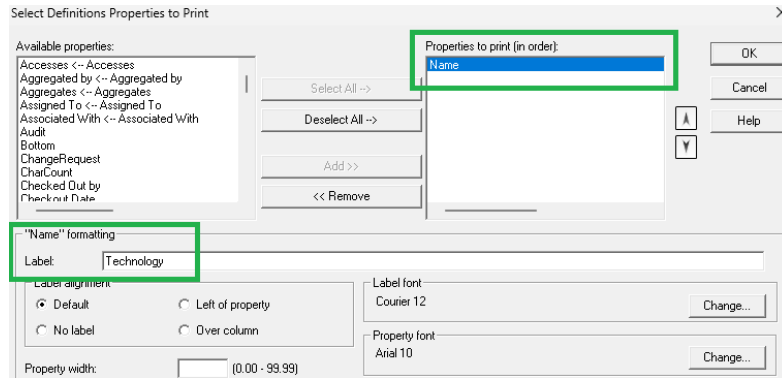 Select Definitions Properties to Print
Available properties:
Accesses <-- Accesses
Aggregated by <-- Aggregated by
Aggregates <-- Aggregates
Assigned To <-- Assigned To
Associated With <-- Associated With
Audit
Bottom
ChangeRequest
CharCount
Checked Out by
Checkout Date
Select All -->
Deselect All -->
Add >>
<< Remove
Properties to print (in order):
Name
OK
Cancel
Help
"Name" formatting
Label: Technology
Label alignment
Default
Left of property
No label
Over column
Property width: (0.00 - 99.99)
Label font
Courier 12
Change...
Property font
Arial 10
Change...